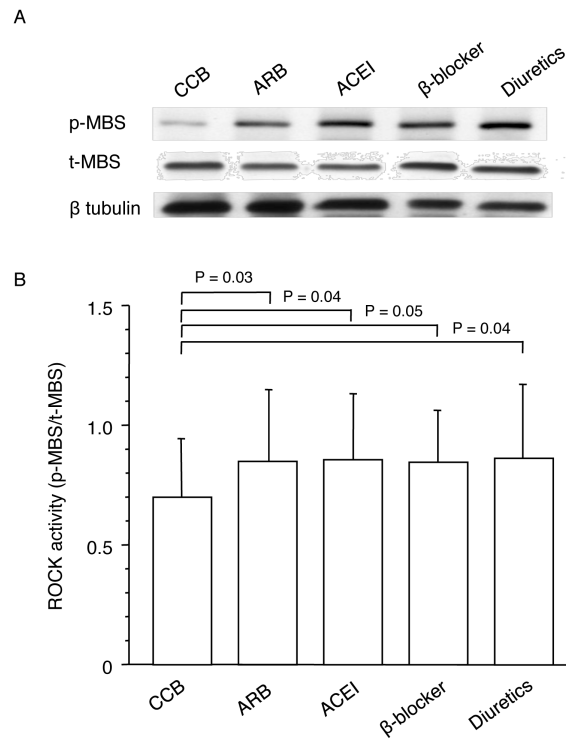 A
CCB ARB ACEI β-blocker Diuretics
p-MBS
t-MBS
β tubulin
B
P = 0.03
P = 0.04
P = 0.05
P = 0.04
ROCK activity (p-MBS/t-MBS)
1.5
1.0
0.5
0
CCB ARB ACEI β-blocker Diuretics